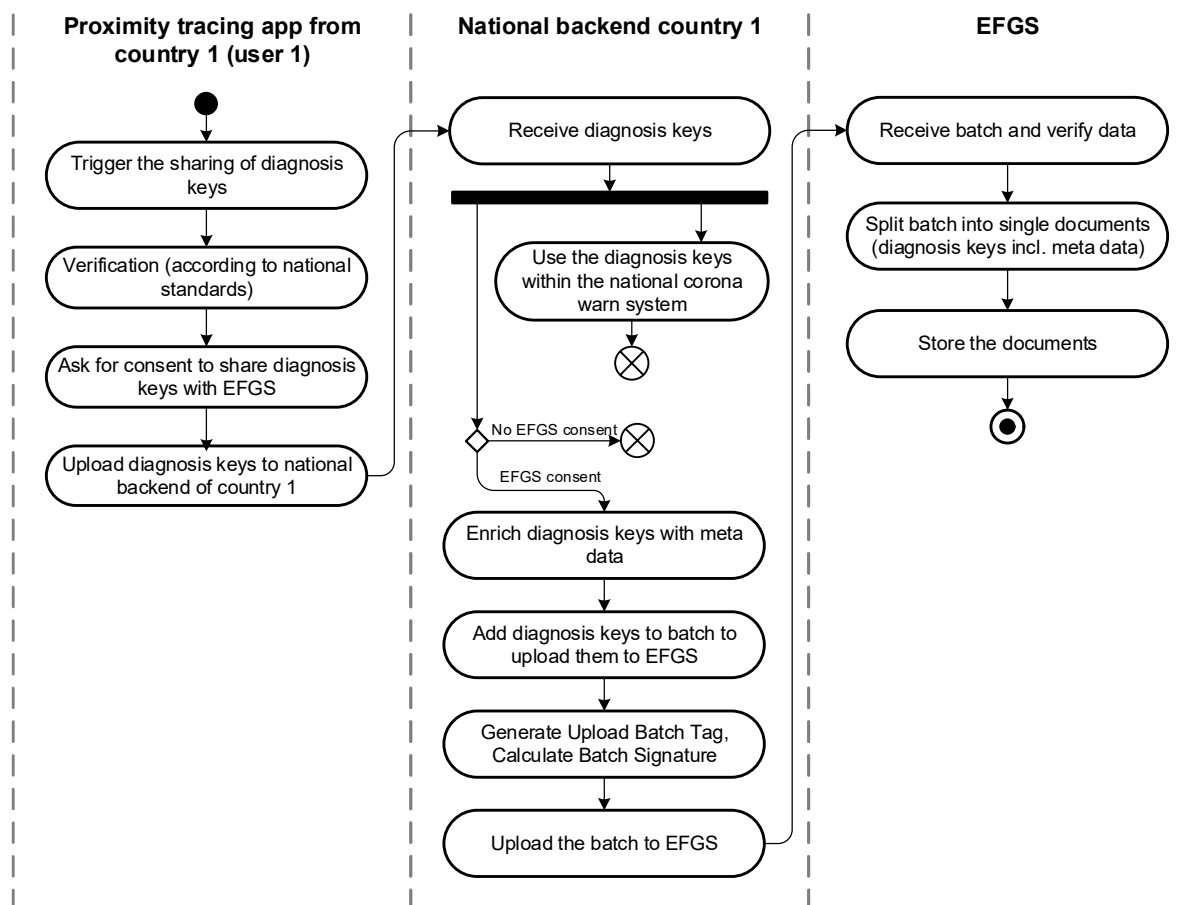 Proximity tracing app from
country 1 (user 1)
Trigger the sharing of diagnosis
keys
Verification (according to national
standards)
Ask for consent to share diagnosis
keys with EFGS
Upload diagnosis keys to national
backend of country 1
National backend country 1
Receive diagnosis keys
Use the diagnosis keys
within the national corona
warn system
No EFGS consent
EFGS consent
Enrich diagnosis keys with meta
data
Add diagnosis keys to batch to
upload them to EFGS
Generate Upload Batch Tag,
Calculate Batch Signature
Upload the batch to EFGS
EFGS
Receive batch and verify data
Split batch into single documents
(diagnosis keys incl. meta data)
Store the documents